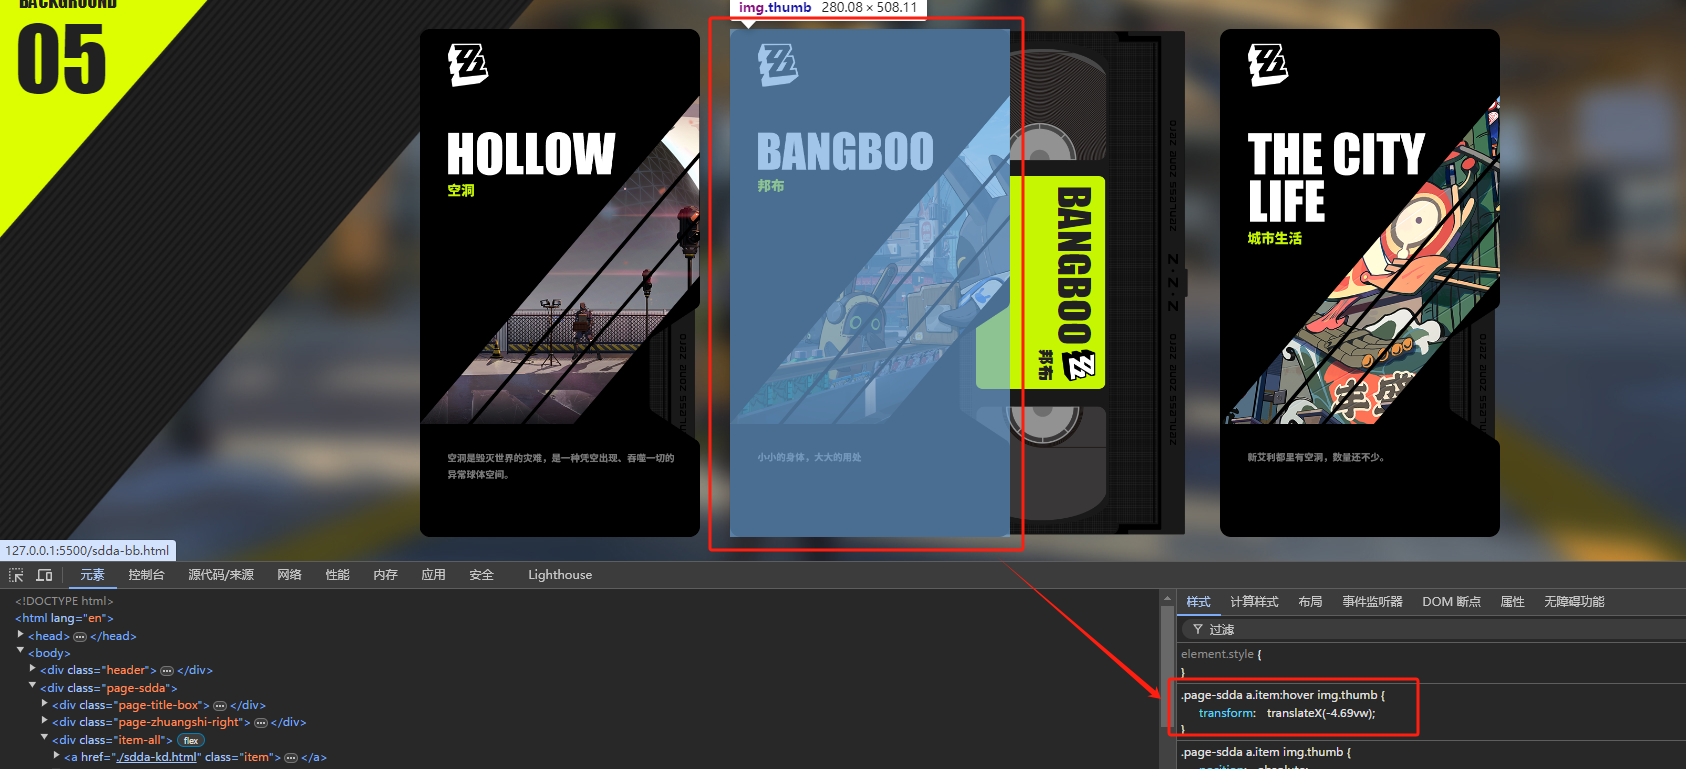 BACKGROUND
05
img.thumb 280.08 × 508.11
HOLLOW
空洞
空洞是毁灭世界的灾难，是一种凭空出现、吞噬一切的
异常球体空间。
BANGBOO
邦布
小小的身体，大大的用处
BANGBOO
邦布
Z·Z·Z
THE CITY
LIFE
城市生活
新艾利都里有空洞，数量还不少。
127.0.0.1:5500/sdda-bb.html
元素 控制台 源代码/来源 网络 性能 内存 应用 安全 Lighthouse
<!DOCTYPE html>
<html lang="en">
<head> ••• </head>
<body>
<div class="header"> ••• </div>
<div class="page-sdda">
<div class="page-title-box"> ••• </div>
<div class="page-zhuangshi-right"> ••• </div>
<div class="item-all"> flex
<a href="./sdda-kd.html" class="item"> ••• </a>
样式 计算样式 布局 事件监听器 DOM 断点 属性 无障碍功能
过滤
element.style {
}
.page-sdda a.item:hover img.thumb {
transform: translateX(-4.69vw);
}
.page-sdda a.item img.thumb {
position: absolute;